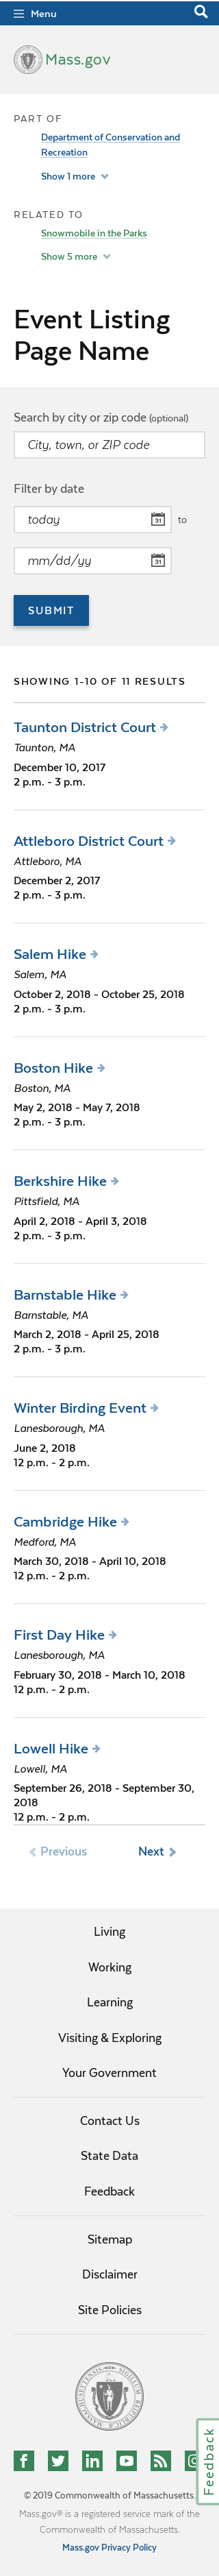 Menu
Mass.gov
PART OF
Department of Conservation and
Recreation
Show 1 more
RELATED TO
Snowmobile in the Parks
Show 5 more
Event Listing
Page Name
Search by city or zip code (optional)
City, town, or ZIP code
Filter by date
today
31
to
mm/dd/yy
31
SUBMIT
SHOWING 1-10 OF 11 RESULTS
Taunton District Court
Taunton, MA
December 10, 2017
2 p.m. - 3 p.m.
Attleboro District Court
Attleboro, MA
December 2, 2017
2 p.m. - 3 p.m.
Salem Hike
Salem, MA
October 2, 2018 - October 25, 2018
2 p.m. - 3 p.m.
Boston Hike
Boston, MA
May 2, 2018 - May 7, 2018
2 p.m. - 3 p.m.
Berkshire Hike
Pittsfield, MA
April 2, 2018 - April 3, 2018
2 p.m. - 3 p.m.
Barnstable Hike
Barnstable, MA
March 2, 2018 - April 25, 2018
2 p.m. - 3 p.m.
Winter Birding Event
Lanesborough, MA
June 2, 2018
12 p.m. - 2 p.m.
Cambridge Hike
Medford, MA
March 30, 2018 - April 10, 2018
12 p.m. - 2 p.m.
First Day Hike
Lanesborough, MA
February 30, 2018 - March 10, 2018
12 p.m. - 2 p.m.
Lowell Hike
Lowell, MA
September 26, 2018 - September 30,
2018
12 p.m. - 2 p.m.
Previous
Next
Living
Working
Learning
Visiting & Exploring
Your Government
Contact Us
State Data
Feedback
Sitemap
Disclaimer
Site Policies
Feedback
© 2019 Commonwealth of Massachusetts.
Mass.gov® is a registered service mark of the
Commonwealth of Massachusetts.
Mass.gov Privacy Policy